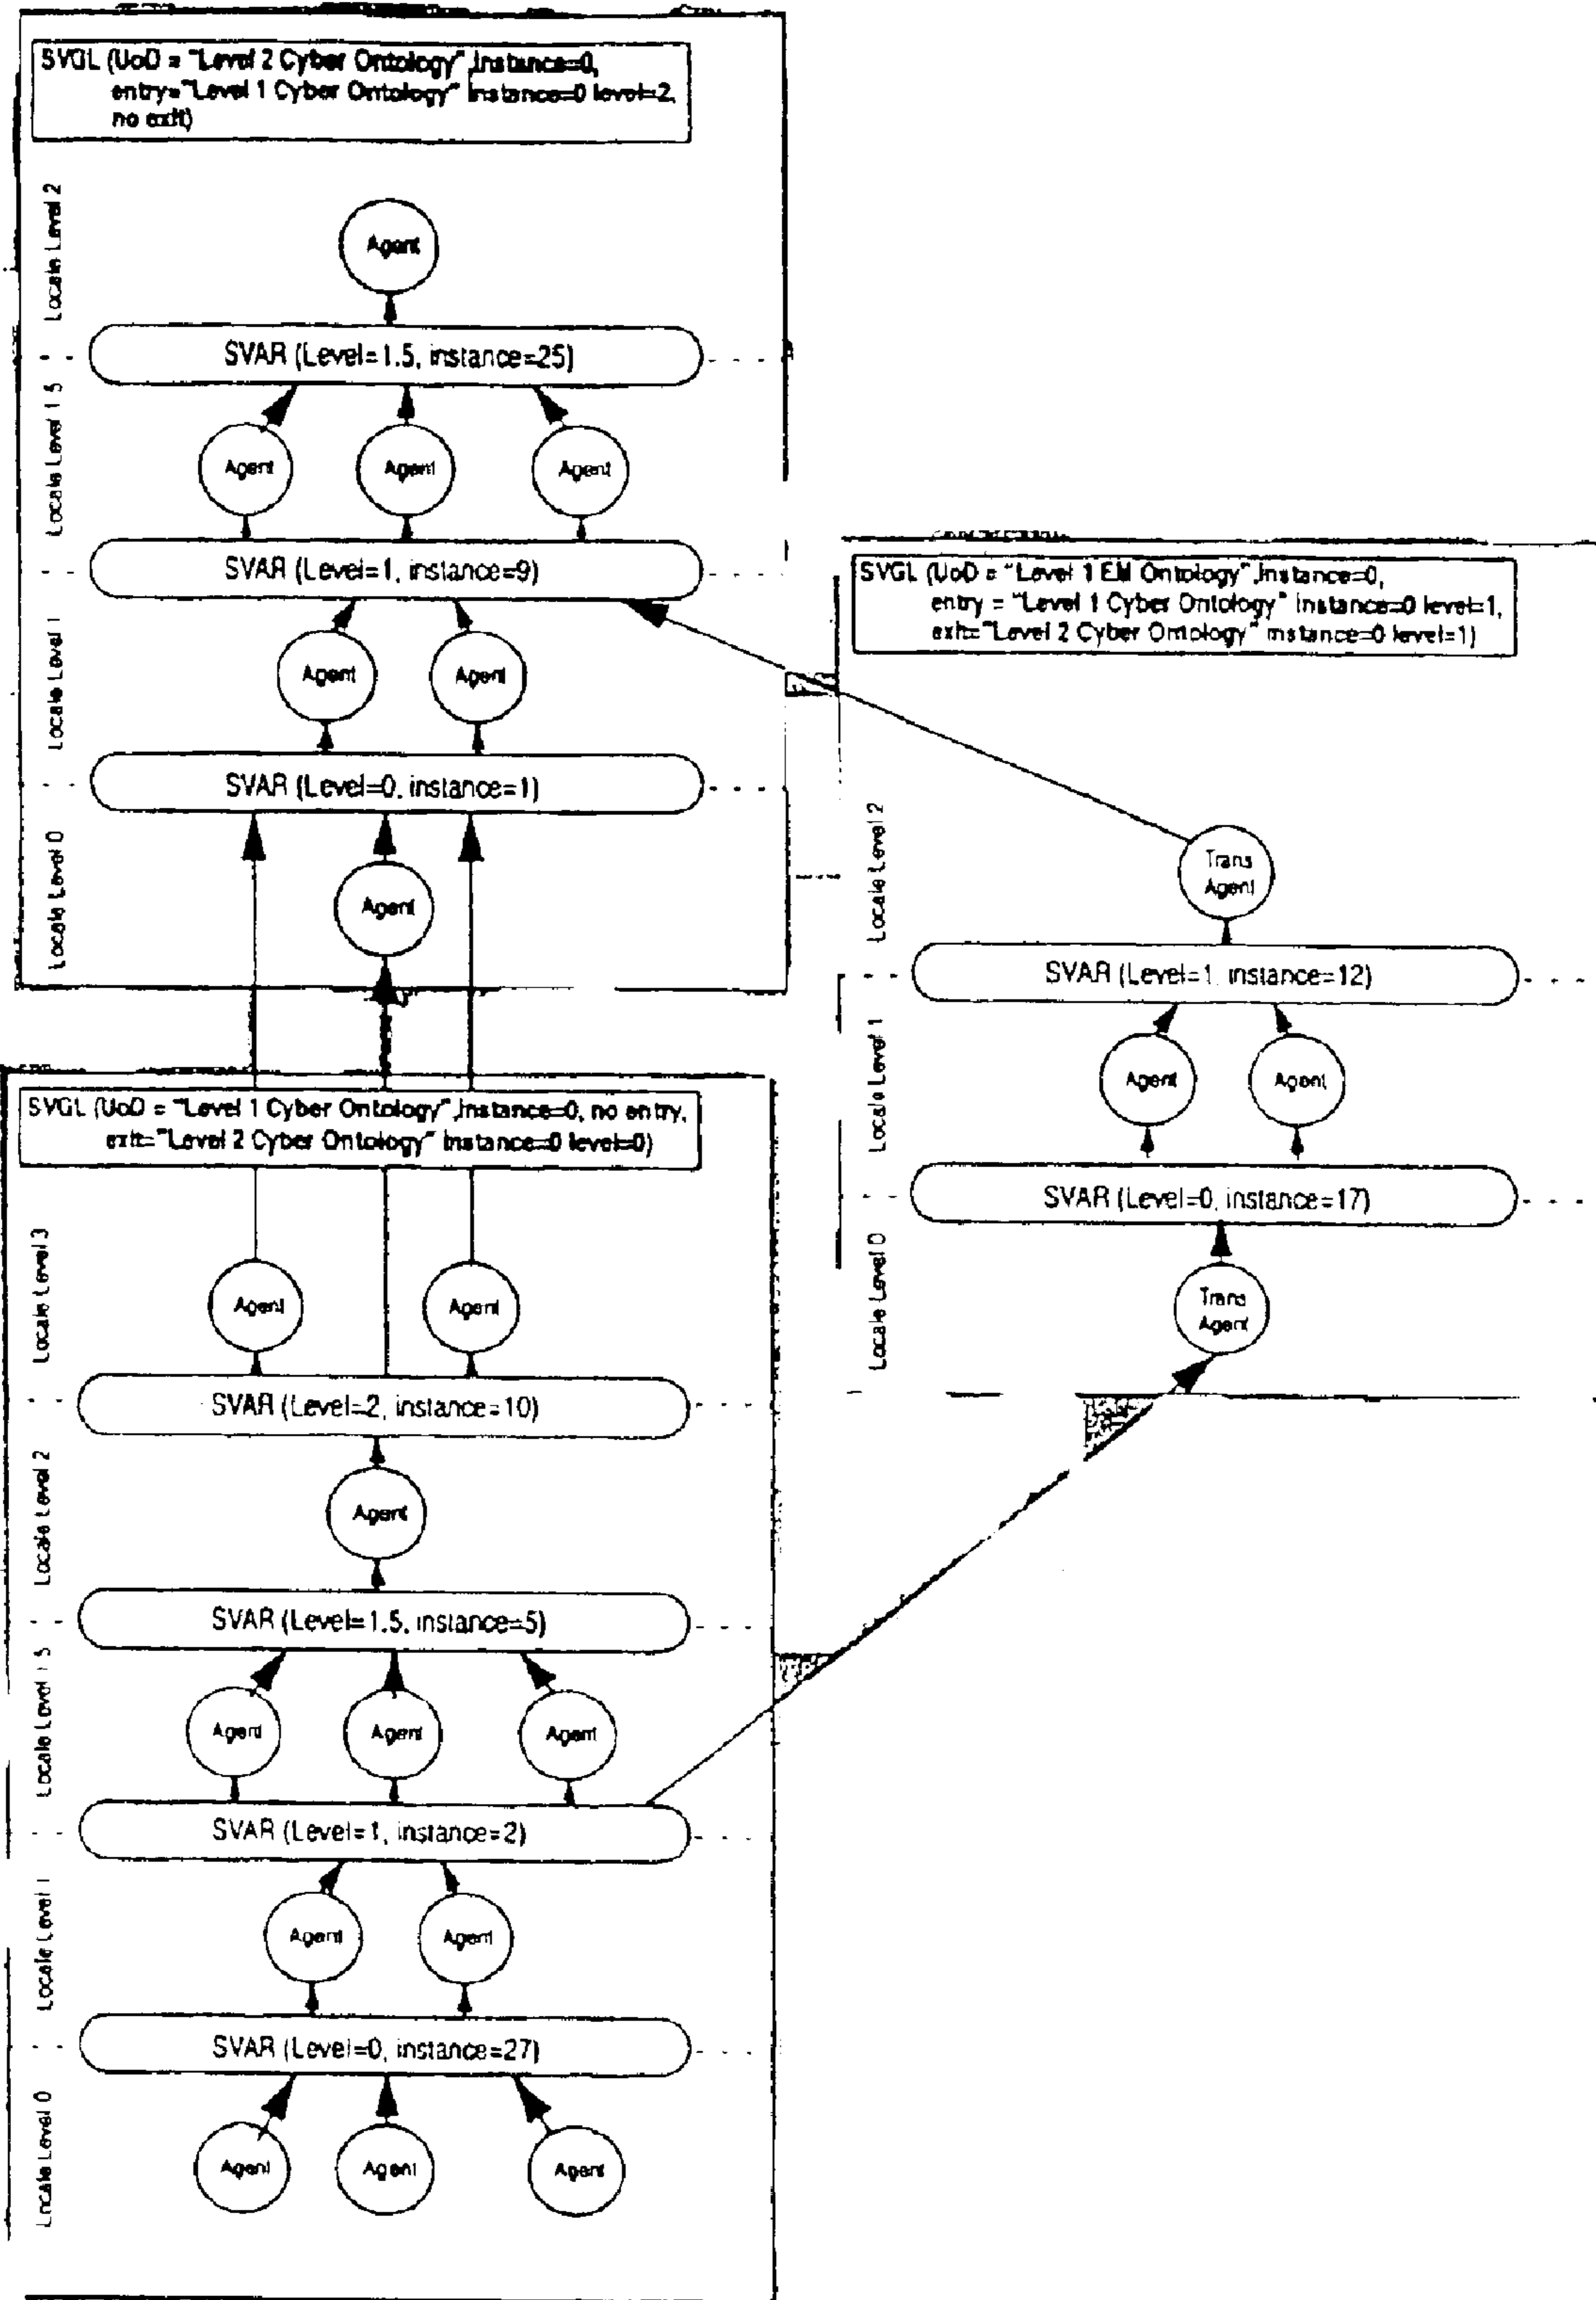 SVGL (UoD = "Level 2 Cyber Ontology",instance=0,
entry="Level 1 Cyber Ontology" instance=0 level=2,
no exit)
Locale Level 2
Agent
SVAR (Level=1.5, instance=25)
Locale Level 1.5
Agent
Agent
Agent
SVAR (Level=1, instance=9)
Locale Level 1
Agent
Agent
SVAR (Level=0, instance=1)
Locale Level 0
Agent
SVGL (UoD = "Level 1 EM Ontology",instance=0,
entry = "Level 1 Cyber Ontology" instance=0 level=1,
exit="Level 2 Cyber Ontology" instance=0 level=1)
Locale Level 2
Trans
Agent
SVAR (Level=1, instance=12)
Locale Level 1
Agent
Agent
SVAR (Level=0, instance=17)
Locale Level 0
Trans
Agent
SVGL (UoD = "Level 1 Cyber Ontology",instance=0, no entry,
exit="Level 2 Cyber Ontology" instance=0 level=0)
Locale Level 3
Agent
Agent
SVAR (Level=2, instance=10)
Locale Level 2
Agent
SVAR (Level=1.5, instance=5)
Locale Level 1.5
Agent
Agent
Agent
SVAR (Level=1, instance=2)
Locale Level 1
Agent
Agent
SVAR (Level=0, instance=27)
Locale Level 0
Agent
Agent
Agent